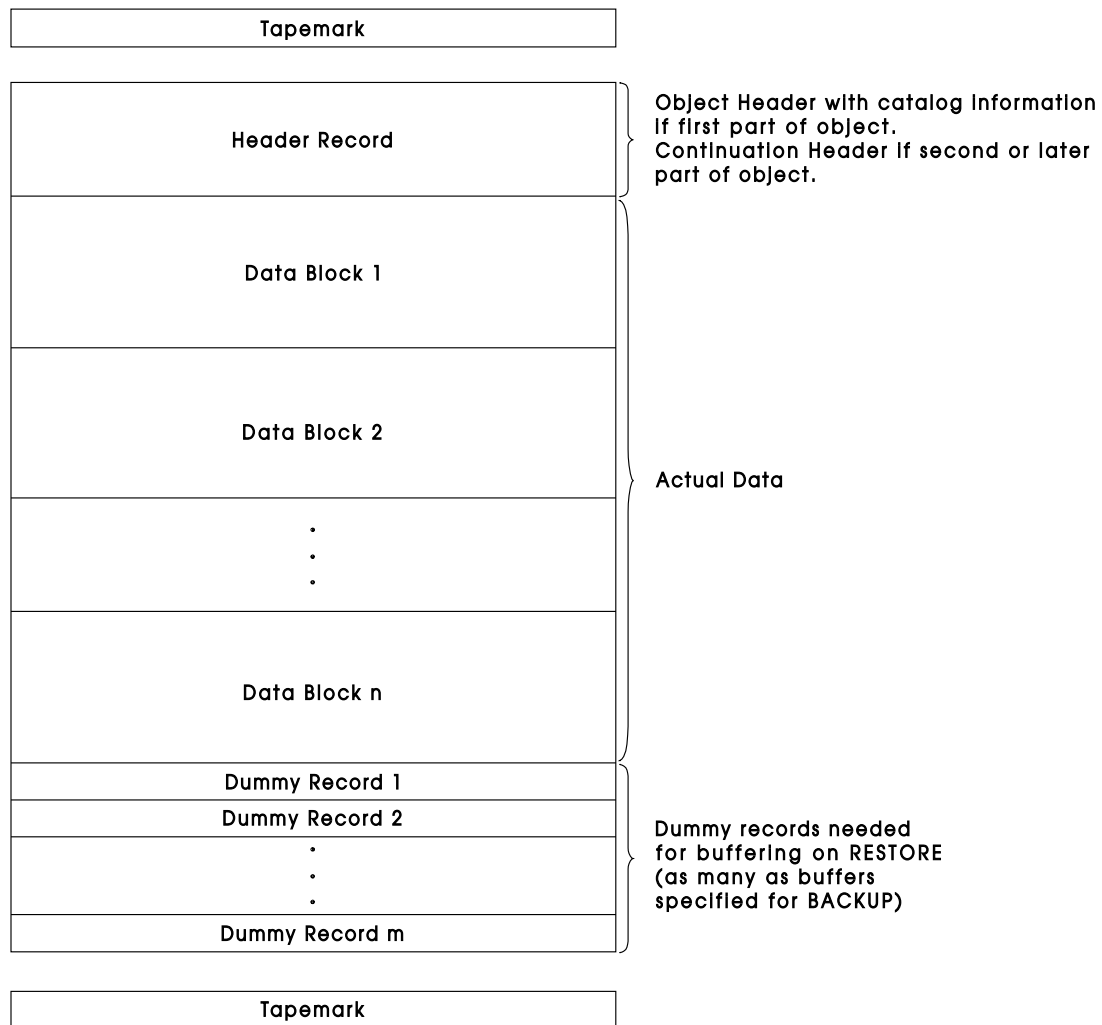 Tapemark
Header Record
Object Header with catalog information
if first part of object.
Continuation Header if second or later
part of object.
Data Block 1
Data Block 2
Actual Data
Data Block n
Dummy Record 1
Dummy Record 2
Dummy records needed
for buffering on RESTORE
(as many as buffers
specified for BACKUP)
Dummy Record m
Tapemark